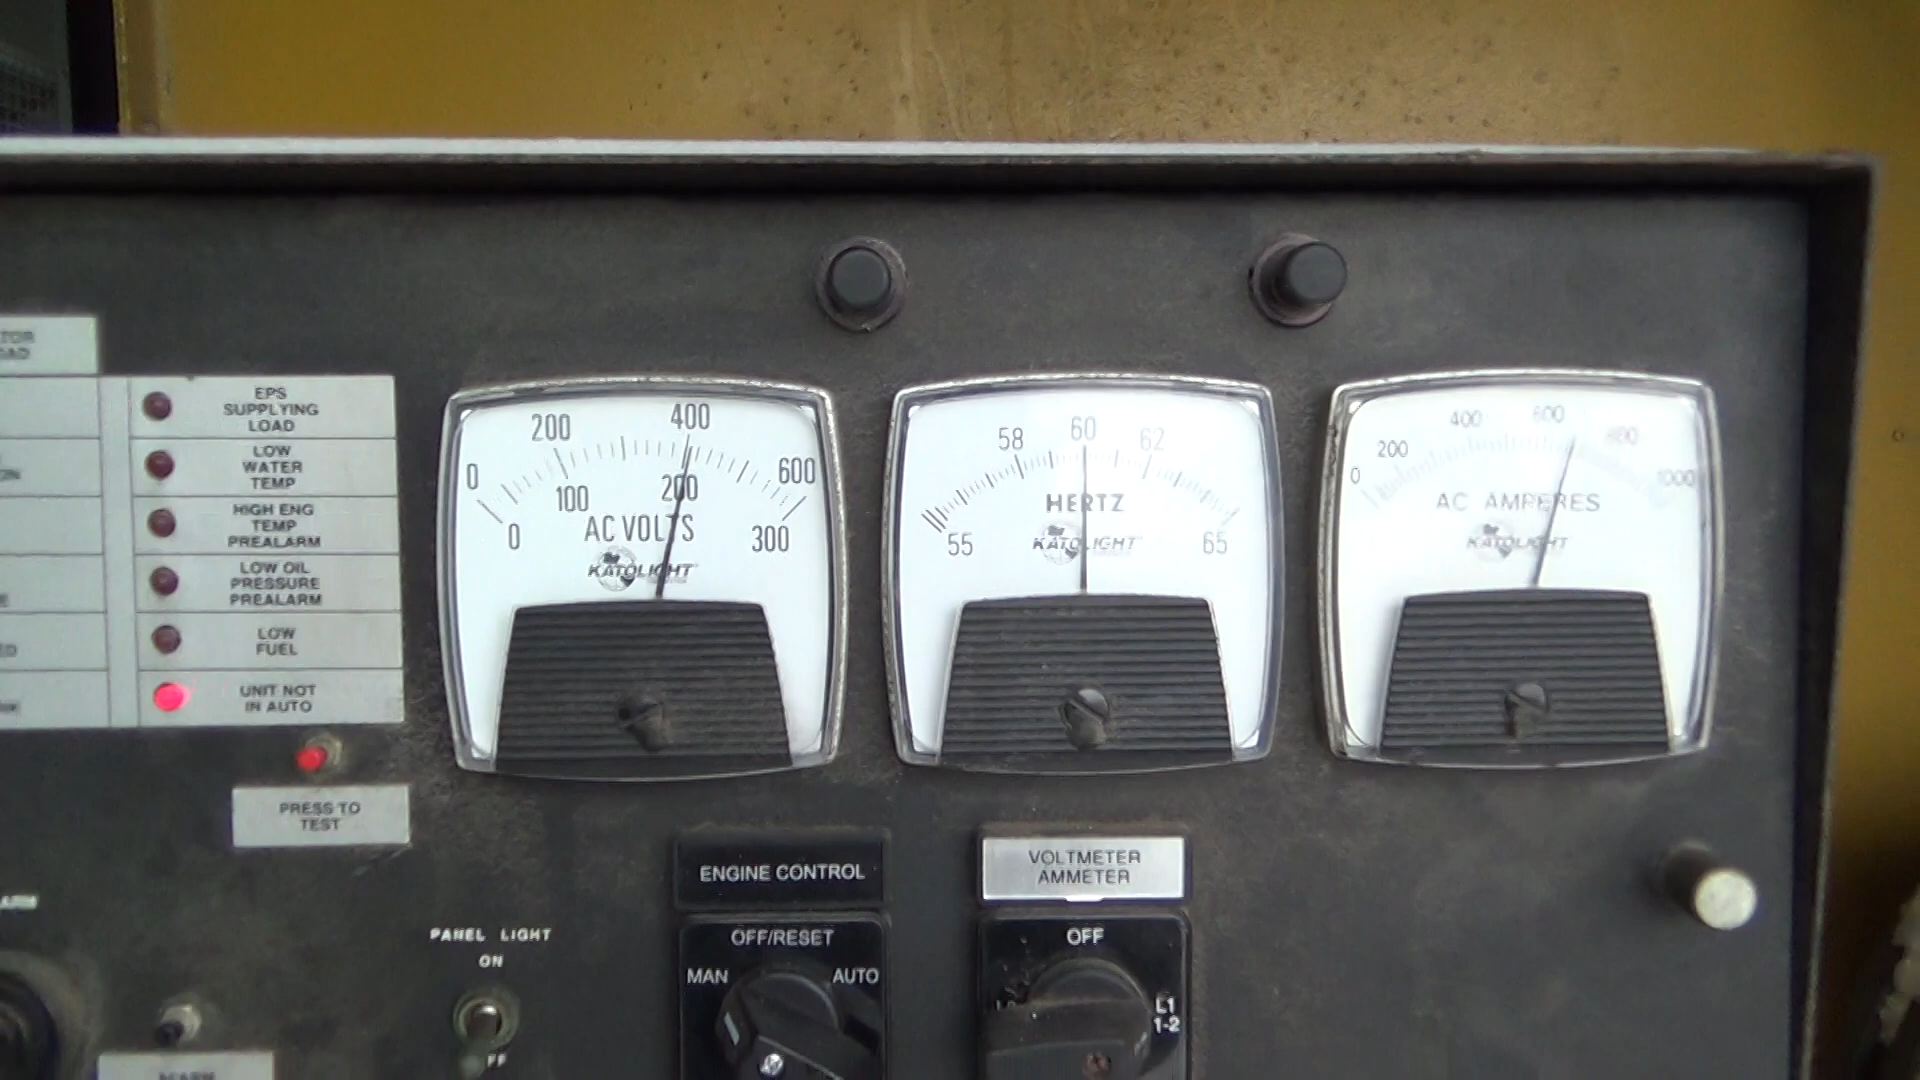 EPS
SUPPLYING
LOAD
LOW
WATER
TEMP
HIGH ENG
TEMP
PREALARM
LOW OIL
PRESSURE
PREALARM
LOW
FUEL
UNIT NOT
IN AUTO
PRESS TO
TEST
0 200 400 600
0 100 200 300
AC VOLTS
KATOLIGHT
58 60 62
HERTZ
55 65
KATOLIGHT
0 200 400 600 800 1000
AC AMPERES
KATOLIGHT
ENGINE CONTROL
OFF/RESET
MAN AUTO
VOLTMETER
AMMETER
OFF
L1
1-2
PANEL LIGHT
ON